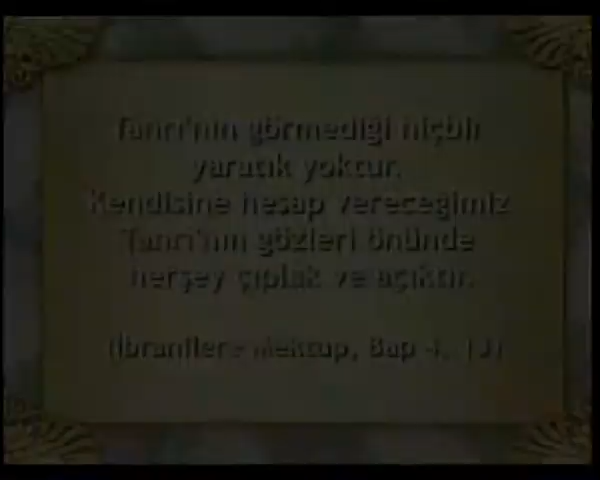 Tanrı'nın görmediği hiçbir
yaratık yoktur.
Kendisine hesap vereceğimiz
Tanrı'nın gözleri önünde
herşey çıplak ve açıktır.
(İbraniler- Mektup, Bap 4, 13)